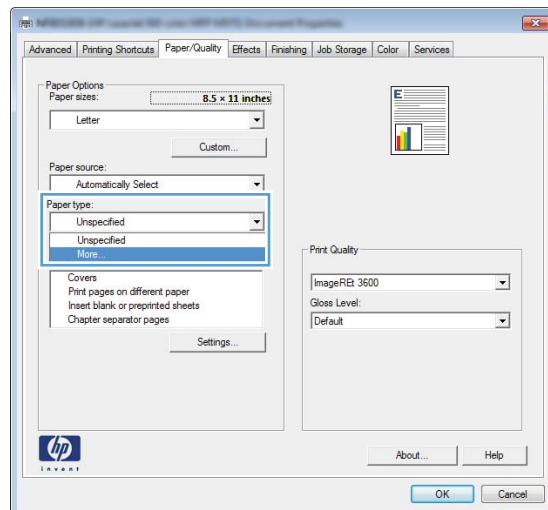 Advanced Printing Shortcuts Paper/Quality Effects Finishing Job Storage Color Services
Paper Options
Paper sizes: 8.5 × 11 inches
Letter
Custom...
Paper source:
Automatically Select
Paper type:
Unspecified
Unspecified
More...
Covers
Print pages on different paper
Insert blank or preprinted sheets
Chapter separator pages
Settings...
E
Print Quality
ImageREt 3600
Gloss Level:
Default
hp
invent
About... Help
OK Cancel